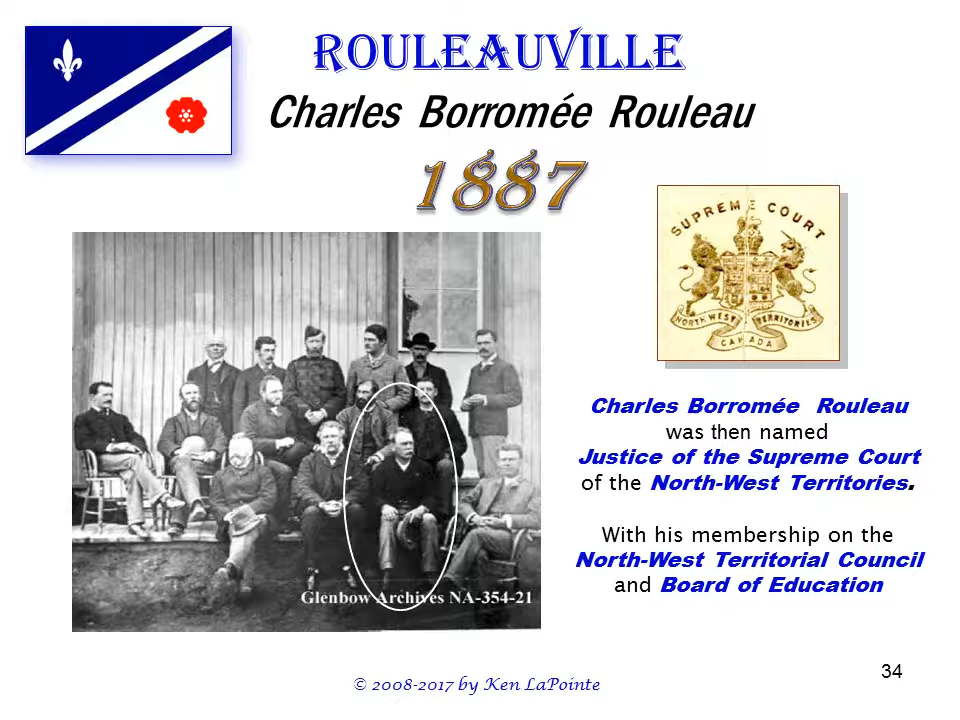 ROULEAUVILLE
Charles Borromée Rouleau
1887
SUPREME COURT
NORTH WEST TERRITORIES
CANADA
Glenbow Archives NA-354-21
Charles Borromée Rouleau
was then named
Justice of the Supreme Court
of the North-West Territories.
With his membership on the
North-West Territorial Council
and Board of Education
© 2008-2017 by Ken LaPointe
34